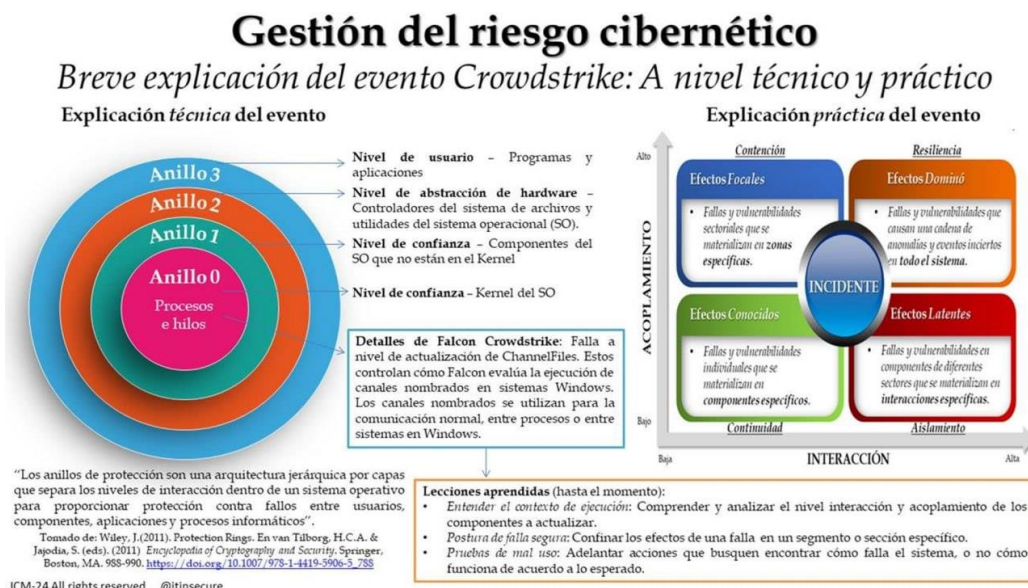 Gestión del riesgo cibernético
Breve explicación del evento Crowdstrike: A nivel técnico y práctico
Explicación técnica del evento
Anillo 3
Anillo 2
Anillo 1
Anillo 0
Procesos
e hilos
Nivel de usuario – Programas y
aplicaciones
Nivel de abstracción de hardware –
Controladores del sistema de archivos y
utilidades del sistema operacional (SO).
Nivel de confianza – Componentes del
SO que no están en el Kernel
Nivel de confianza – Kernel del SO
Detalles de Falcon Crowdstrike: Falla a
nivel de actualización de ChannelFiles. Estos
controlan cómo Falcon evalúa la ejecución de
canales nombrados en sistemas Windows.
Los canales nombrados se utilizan para la
comunicación normal, entre procesos o entre
sistemas en Windows.
Explicación práctica del evento
Alto
Contención
Resiliencia
Efectos Focales
• Fallas y vulnerabilidades
sectoriales que se
materializan en zonas
específicas.
Efectos Dominó
• Fallas y vulnerabilidades que
causan una cadena de
anomalías y eventos inciertos
en todo el sistema.
INCIDENTE
ACOPLAMIENTO
Efectos Conocidos
• Fallas y vulnerabilidades
individuales que se
materializan en
componentes específicos.
Efectos Latentes
• Fallas y vulnerabilidades en
componentes de diferentes
sectores que se materializan en
interacciones específicas.
Bajo
Continuidad
Aislamiento
Baja
INTERACCIÓN
Alta
“Los anillos de protección son una arquitectura jerárquica por capas
que separa los niveles de interacción dentro de un sistema operativo
para proporcionar protección contra fallos entre usuarios,
componentes, aplicaciones y procesos informáticos”.
Tomado de: Wiley, J.(2011). Protection Rings. En van Tilborg, H.C.A. &
Jajodia, S. (eds). (2011) Encyclopedia of Cryptography and Security. Springer,
Boston, MA. 988-990. https://doi.org/10.1007/978-1-4419-5906-5_788
Lecciones aprendidas (hasta el momento):
• Entender el contexto de ejecución: Comprender y analizar el nivel interacción y acoplamiento de los
componentes a actualizar.
• Postura de falla segura: Confinar los efectos de una falla en un segmento o sección específico.
• Pruebas de mal uso: Adelantar acciones que busquen encontrar cómo falla el sistema, o no cómo
funciona de acuerdo a lo esperado.
JCM-24 All rights reserved @itinsecure